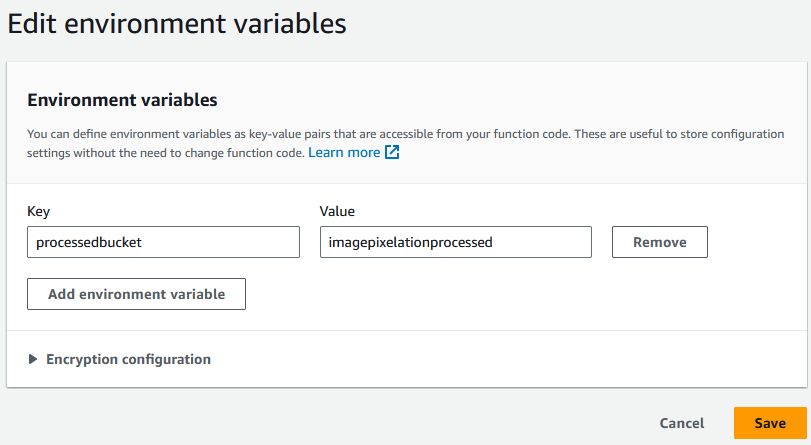 Edit environment variables
Environment variables
You can define environment variables as key-value pairs that are accessible from your function code. These are useful to store configuration
settings without the need to change function code. Learn more
Key Value
processedbucket imagepixelationprocessed Remove
Add environment variable
Encryption configuration
Cancel Save